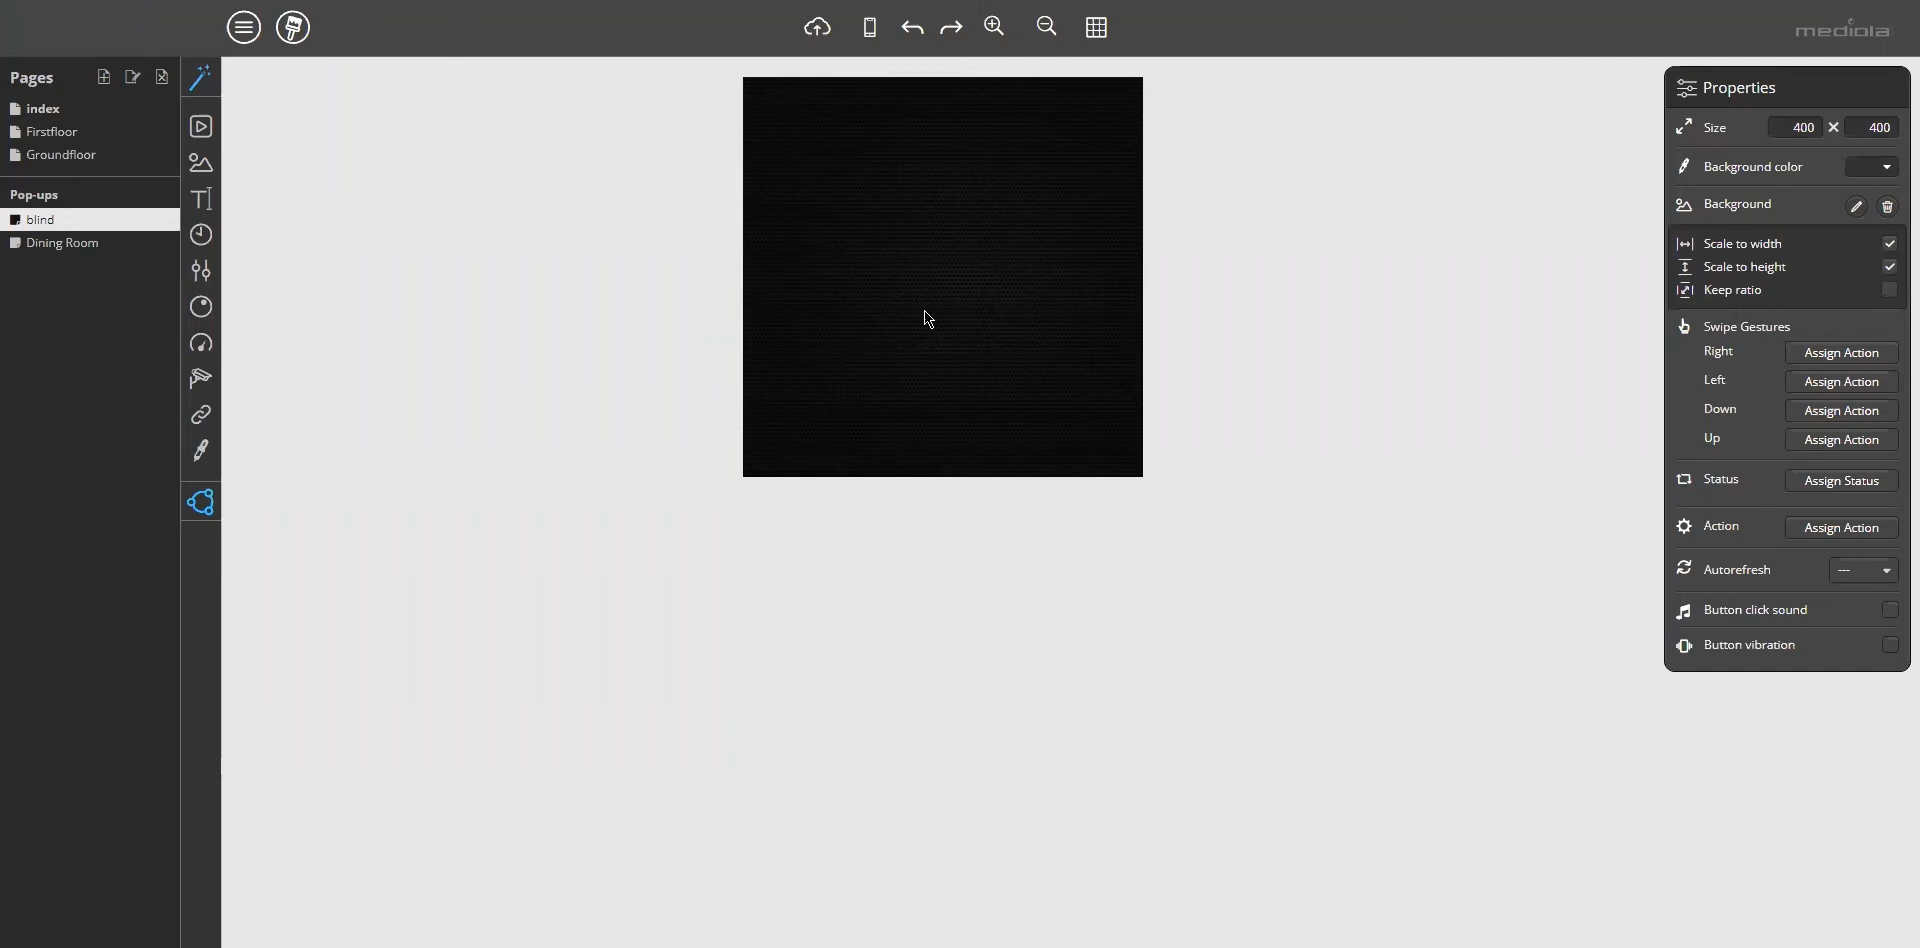 mediola
Pages
index
Firstfloor
Groundfloor
Pop-ups
blind
Dining Room
Properties
Size 400 × 400
Background color
Background
Scale to width
Scale to height
Keep ratio
Swipe Gestures
Right Assign Action
Left Assign Action
Down Assign Action
Up Assign Action
Status Assign Status
Action Assign Action
Autorefresh ---
Button click sound
Button vibration